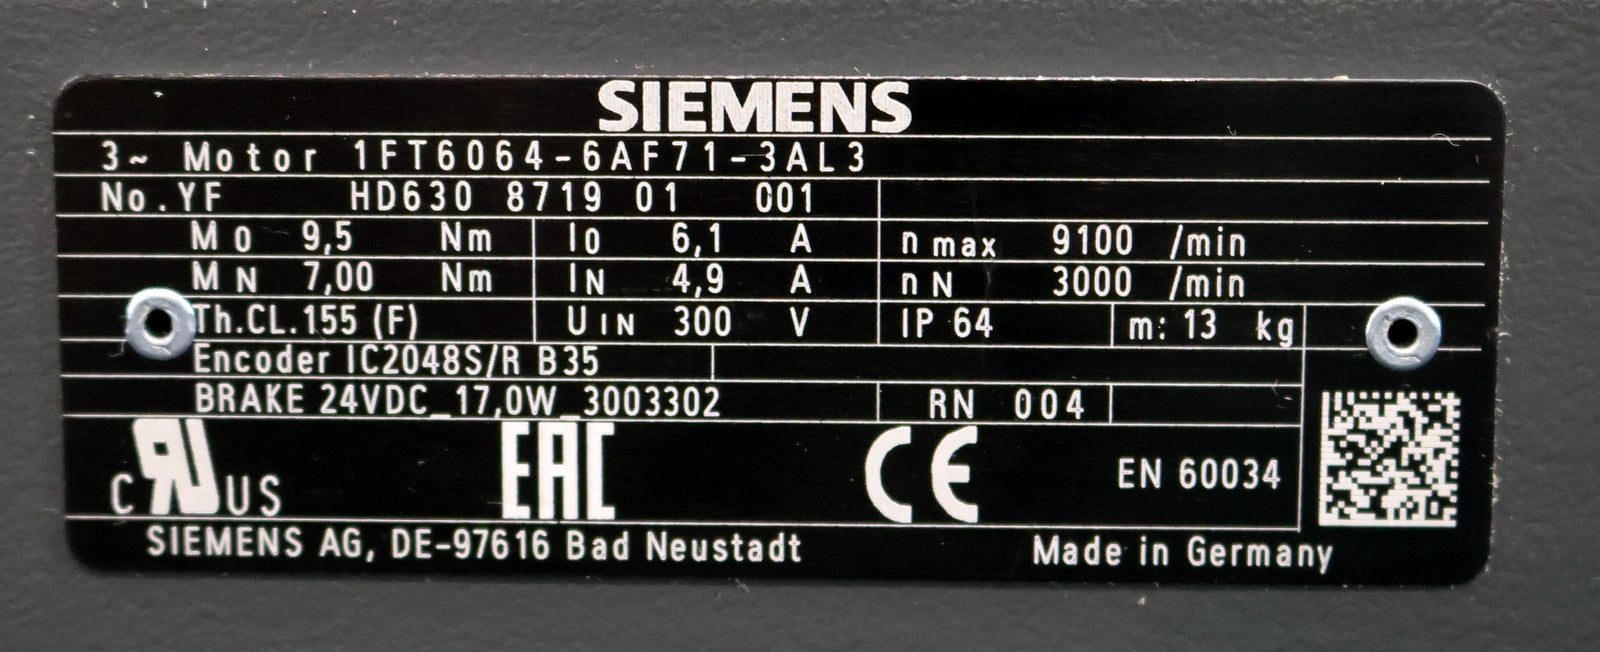 SIEMENS
3~ Motor 1FT6064-6AF71-3AL3
No. YF HD630 8719 01 001
M0 9,5 Nm I0 6,1 A n max 9100 /min
MN 7,00 Nm IN 4,9 A nN 3000 /min
Th.CL.155 (F) UIN 300 V IP 64 m: 13 kg
Encoder IC2048S/R B35
BRAKE 24VDC_17,0W_3003302 RN 004
C RU US EAC CE EN 60034
SIEMENS AG, DE-97616 Bad Neustadt Made in Germany